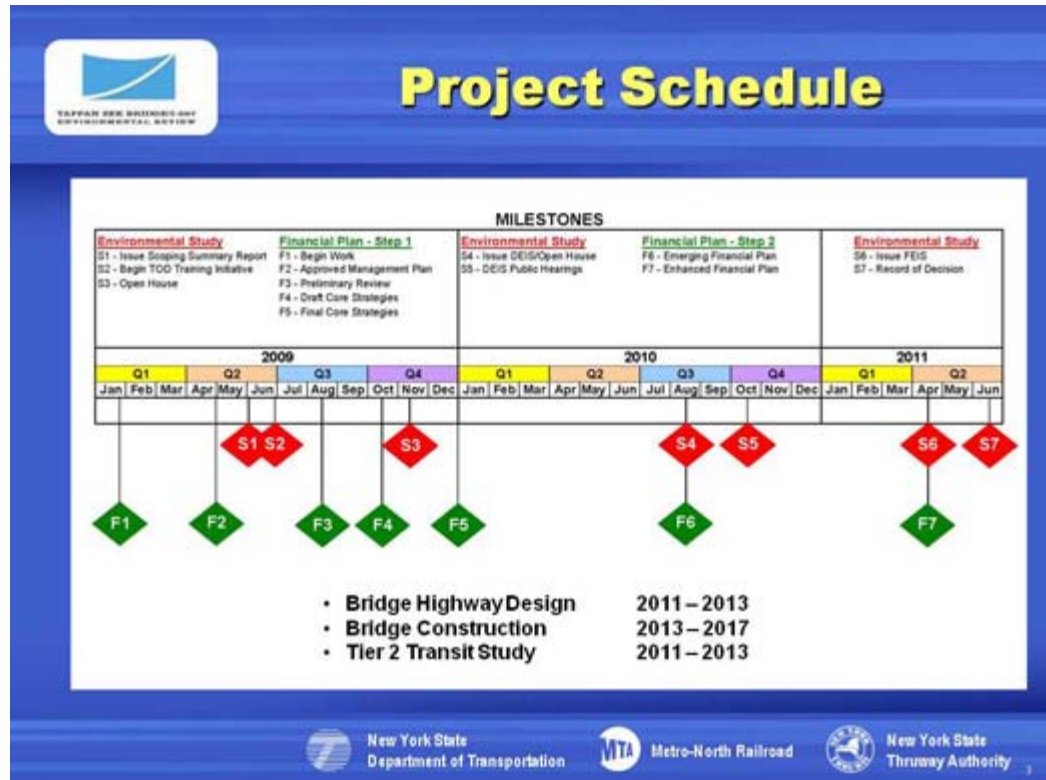 Project Schedule
TAPPAN ZEE BRIDGE/I-287
ENVIRONMENTAL REVIEW
MILESTONES
Environmental Study
S1 - Issue Scoping Summary Report
S2 - Begin TOD Training Initiative
S3 - Open House
Financial Plan - Step 1
F1 - Begin Work
F2 - Approved Management Plan
F3 - Preliminary Review
F4 - Draft Core Strategies
F5 - Final Core Strategies
Environmental Study
S4 - Issue DEIS/Open House
S5 - DEIS Public Hearings
Financial Plan - Step 2
F6 - Emerging Financial Plan
F7 - Enhanced Financial Plan
Environmental Study
S6 - Issue FEIS
S7 - Record of Decision
2009 2010 2011
Q1 Q2 Q3 Q4 Q1 Q2 Q3 Q4 Q1 Q2
Jan Feb Mar Apr May Jun Jul Aug Sep Oct Nov Dec Jan Feb Mar Apr May Jun Jul Aug Sep Oct Nov Dec Jan Feb Mar Apr May Jun
S1 S2 S3 S4 S5 S6 S7
F1 F2 F3 F4 F5 F6 F7
• Bridge Highway Design 2011 – 2013
• Bridge Construction 2013 – 2017
• Tier 2 Transit Study 2011 – 2013
New York State
Department of Transportation
MTA Metro-North Railroad
New York State
Thruway Authority
3